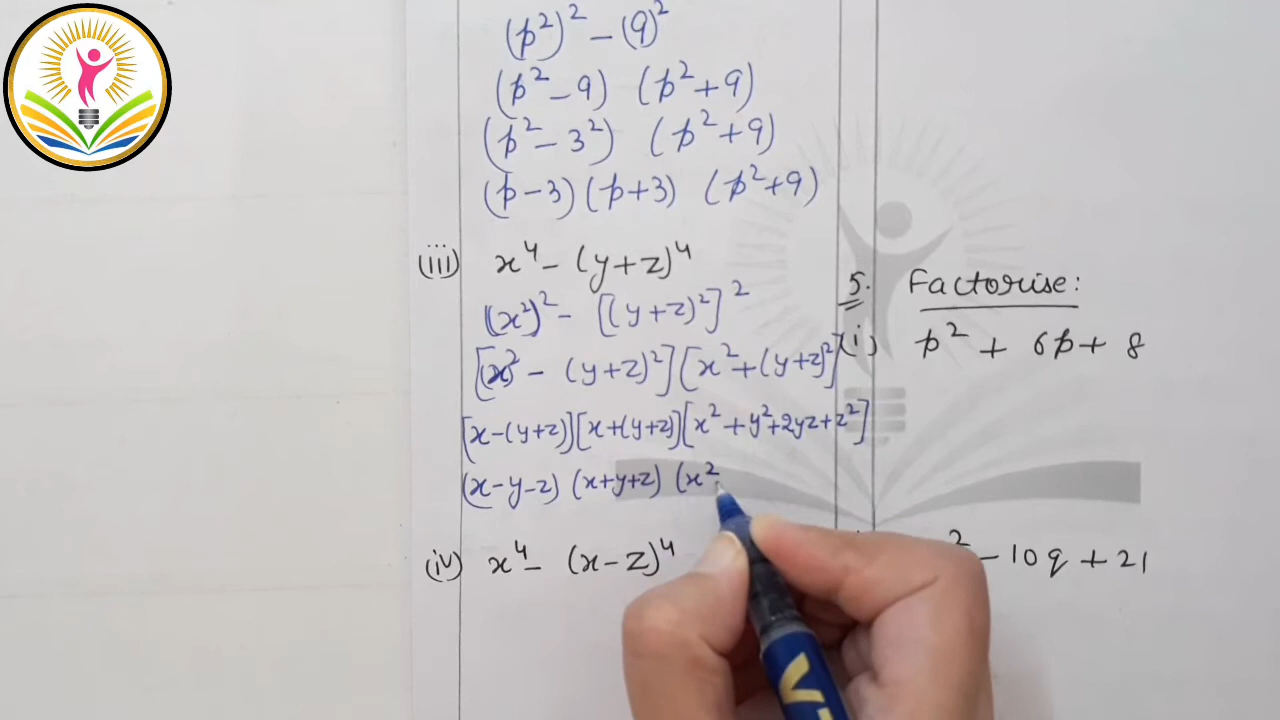 (p²)² – (9)²
(p² – 9) (p² + 9)
(p² – 3²) (p² + 9)
(p – 3) (p + 3) (p² + 9)
(iii) x⁴ – (y + z)⁴
(x²)² – [(y + z)²]²
[(x)² – (y + z)²] [x² + (y + z)²]
[x – (y + z)] [x + (y + z)] [x² + y² + 2yz + z²]
(x – y – z) (x + y + z) (x²
(iv) x⁴ – (x – z)⁴
5. Factorise:
(i) p² + 6p + 8
² – 10q + 21
V